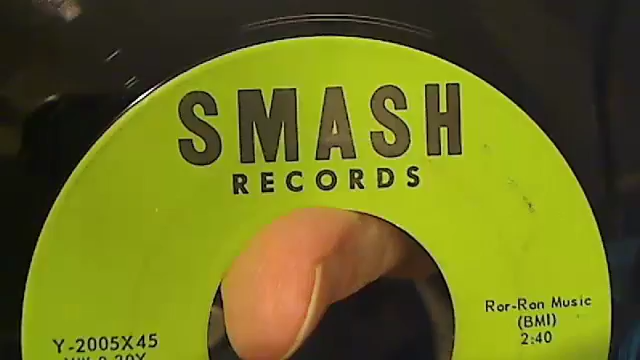 SMASH
RECORDS
Ror-Ron Music
(BMI)
2:40
Y-2005X45